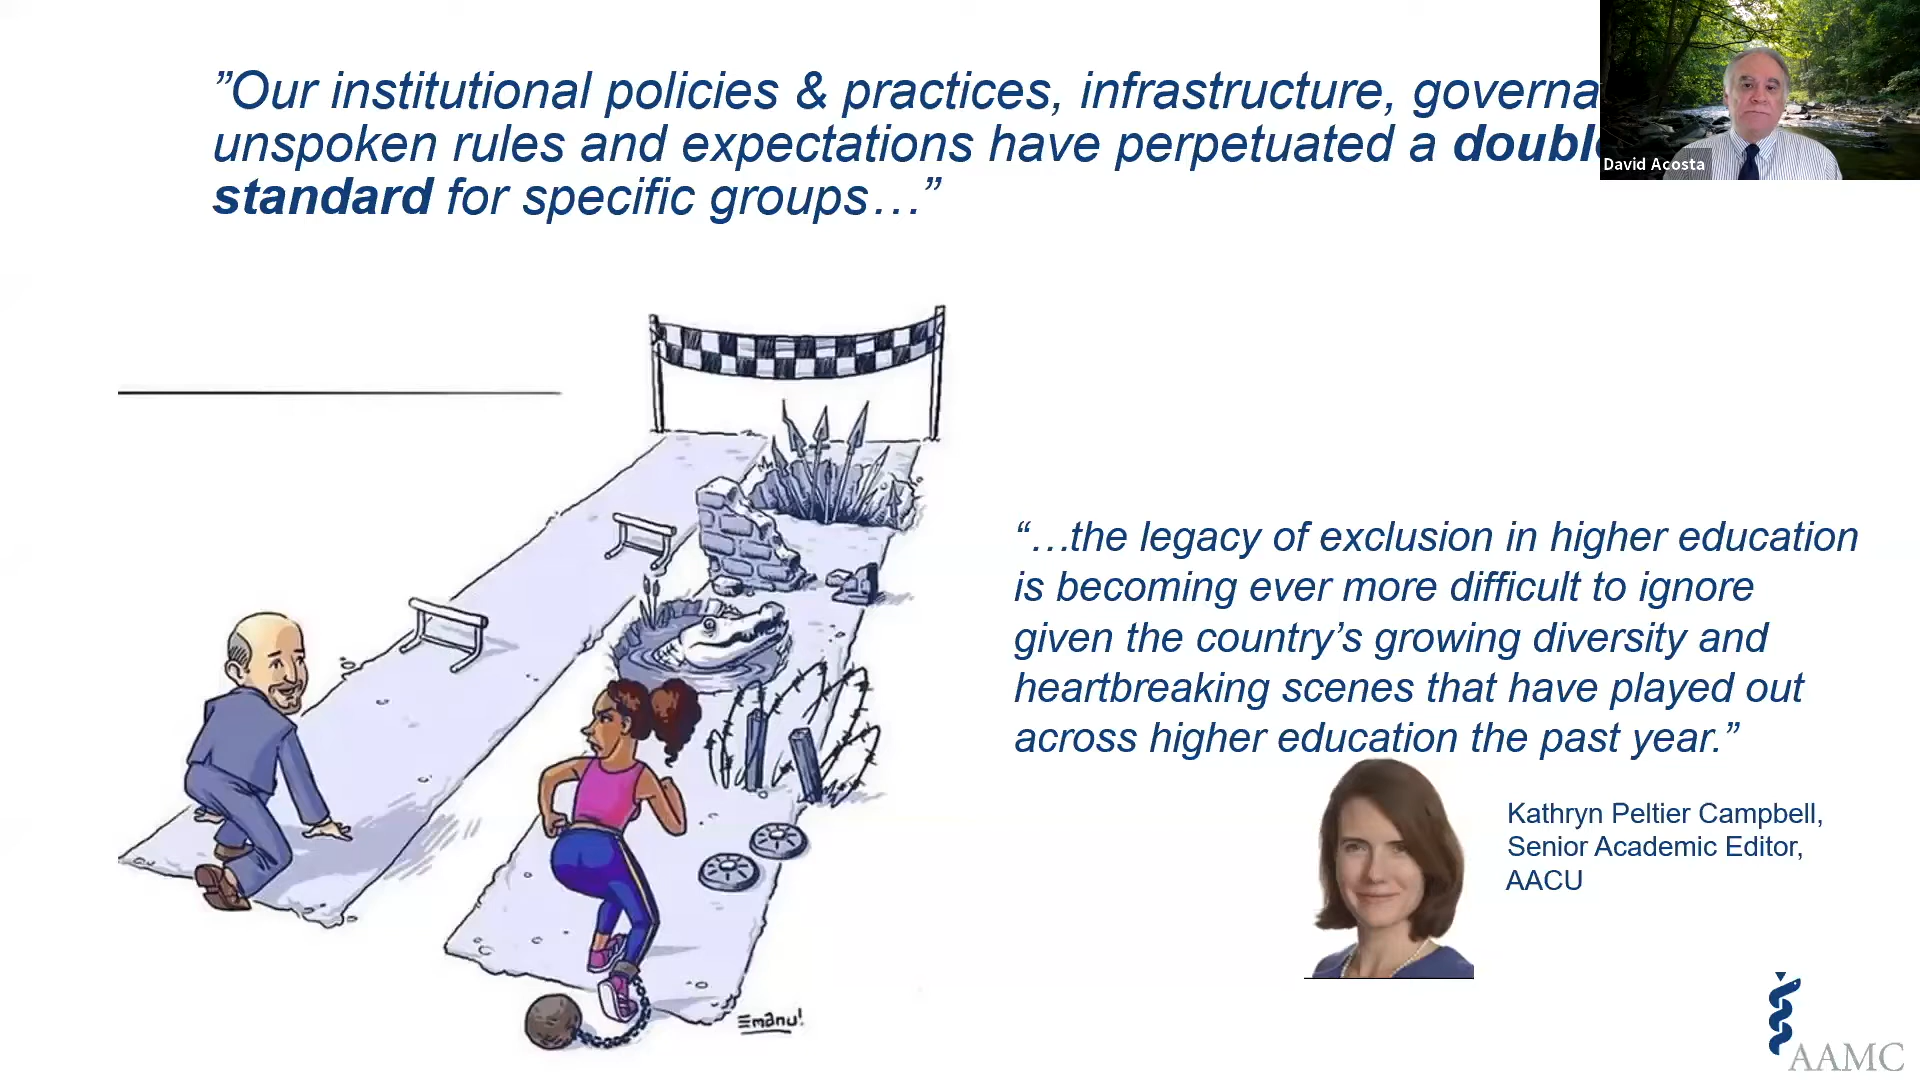 ”Our institutional policies & practices, infrastructure, governa
unspoken rules and expectations have perpetuated a doubl
standard for specific groups…”
David Acosta
“…the legacy of exclusion in higher education
is becoming ever more difficult to ignore
given the country’s growing diversity and
heartbreaking scenes that have played out
across higher education the past year.”
Kathryn Peltier Campbell,
Senior Academic Editor,
AACU
Emanu!
AAMC